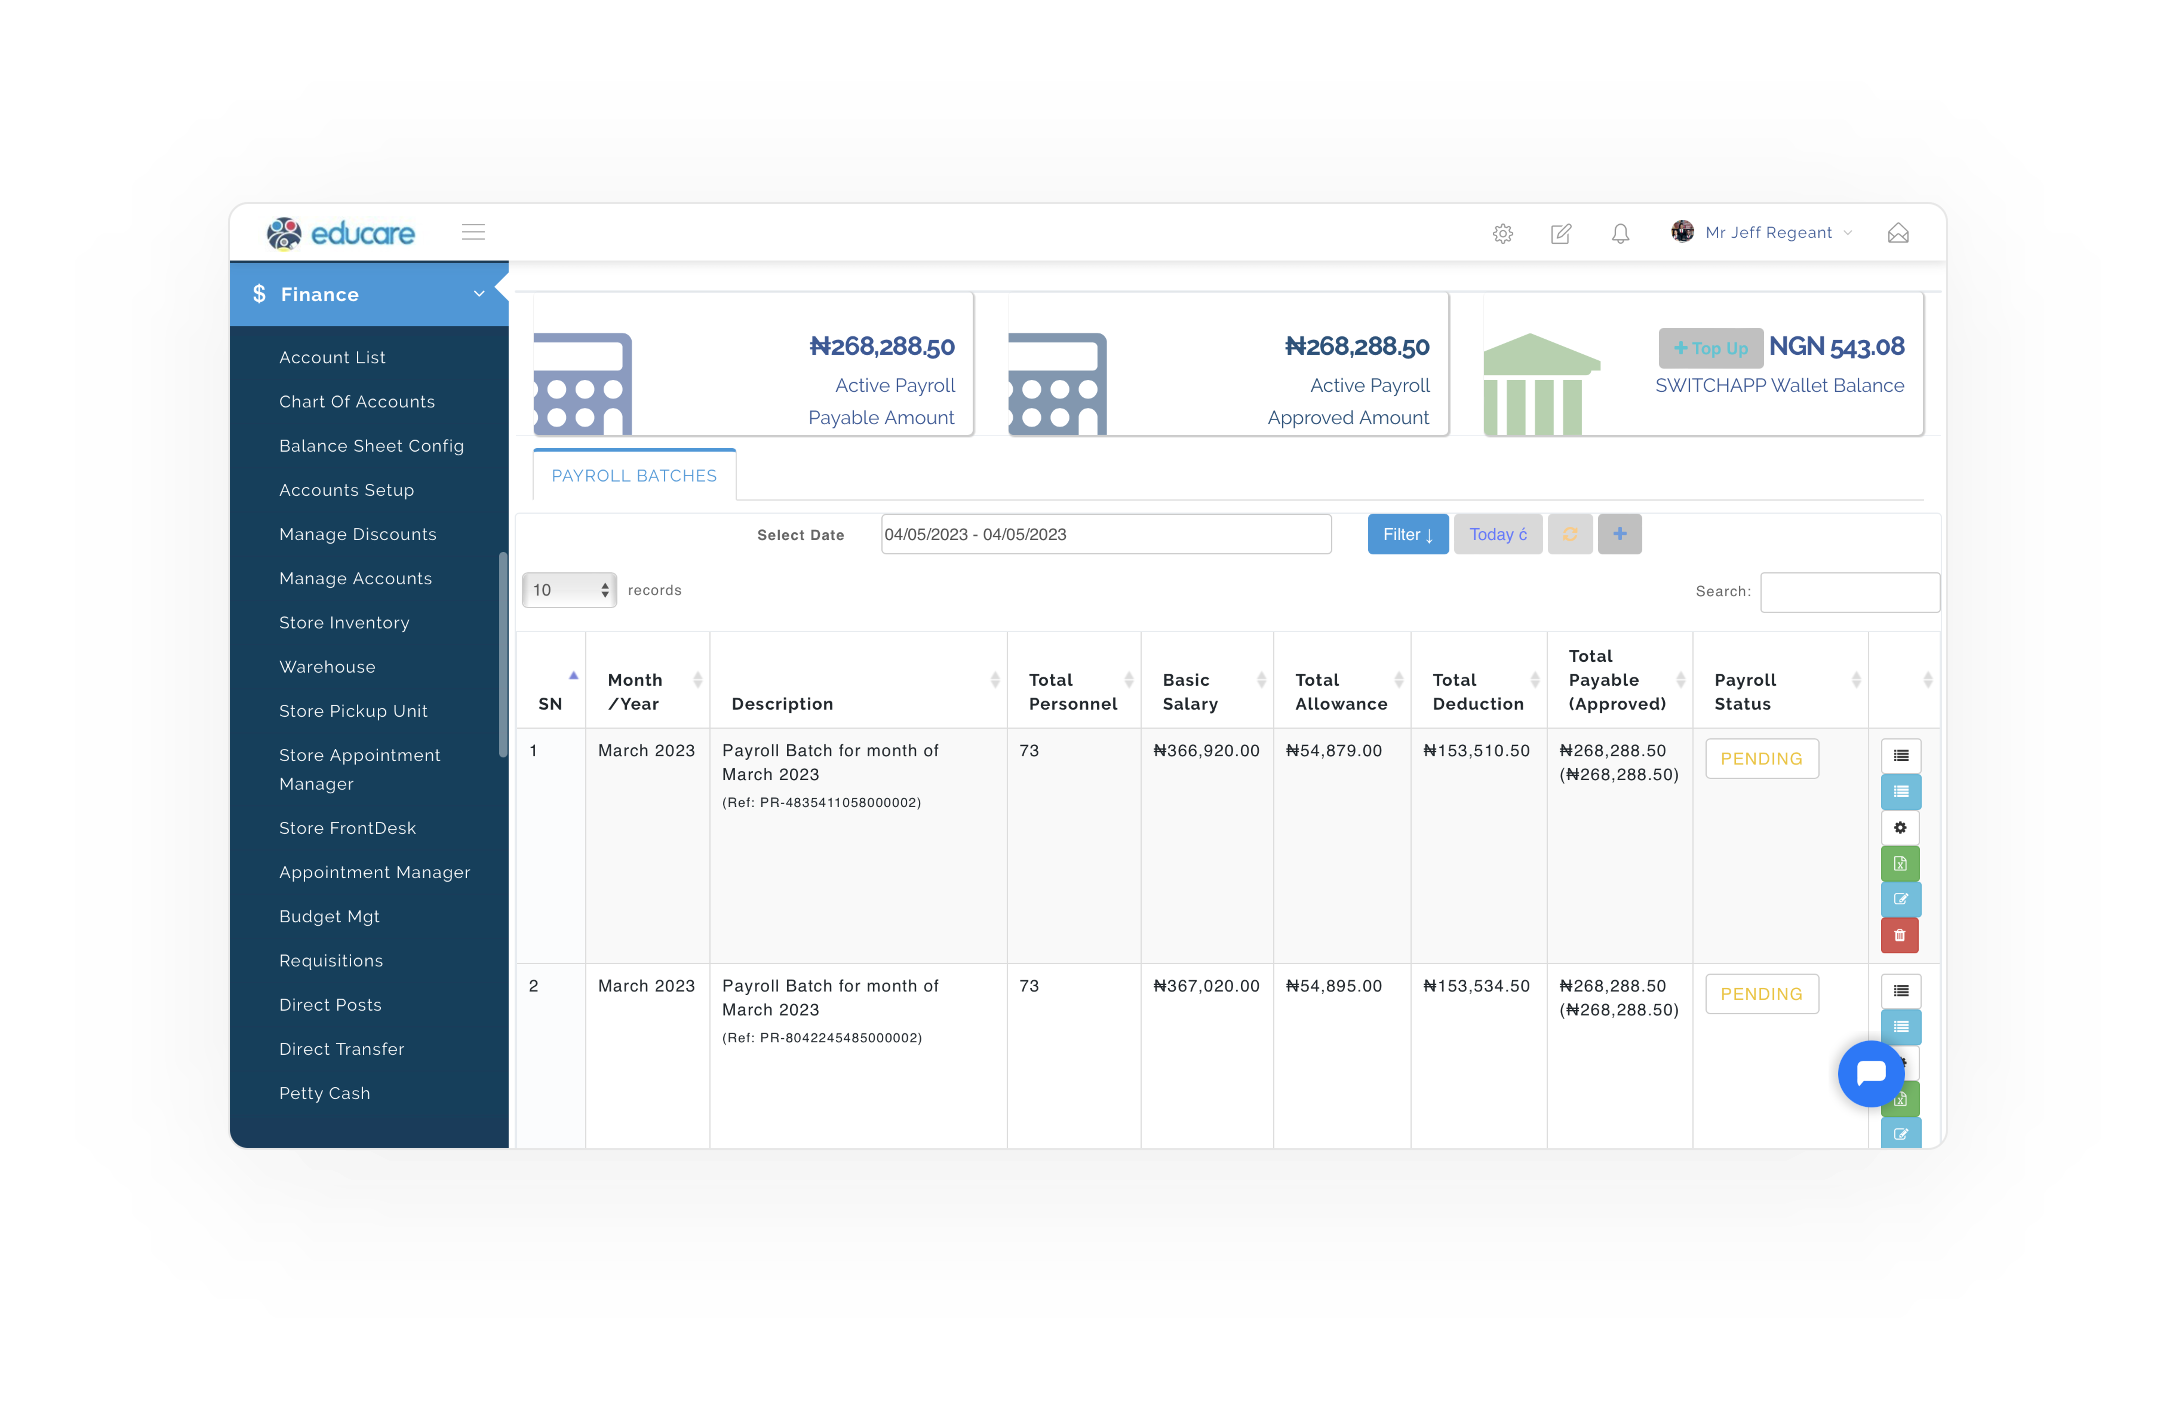 educare
Mr Jeff Regeant
$ Finance
Account List
Chart Of Accounts
Balance Sheet Config
Accounts Setup
Manage Discounts
Manage Accounts
Store Inventory
Warehouse
Store Pickup Unit
Store Appointment
Manager
Store FrontDesk
Appointment Manager
Budget Mgt
Requisitions
Direct Posts
Direct Transfer
Petty Cash
₦268,288.50
Active Payroll
Payable Amount
₦268,288.50
Active Payroll
Approved Amount
+ Top Up NGN 543.08
SWITCHAPP Wallet Balance
PAYROLL BATCHES
Select Date 04/05/2023 - 04/05/2023 Filter ↓ Today ć +
10 records Search:
SN
Month
/Year
Description
Total
Personnel
Basic
Salary
Total
Allowance
Total
Deduction
Total
Payable
(Approved)
Payroll
Status
1
March 2023
Payroll Batch for month of
March 2023
(Ref: PR-4835411058000002)
73
₦366,920.00
₦54,879.00
₦153,510.50
₦268,288.50
(₦268,288.50)
PENDING
2
March 2023
Payroll Batch for month of
March 2023
(Ref: PR-8042245485000002)
73
₦367,020.00
₦54,895.00
₦153,534.50
₦268,288.50
(₦268,288.50)
PENDING